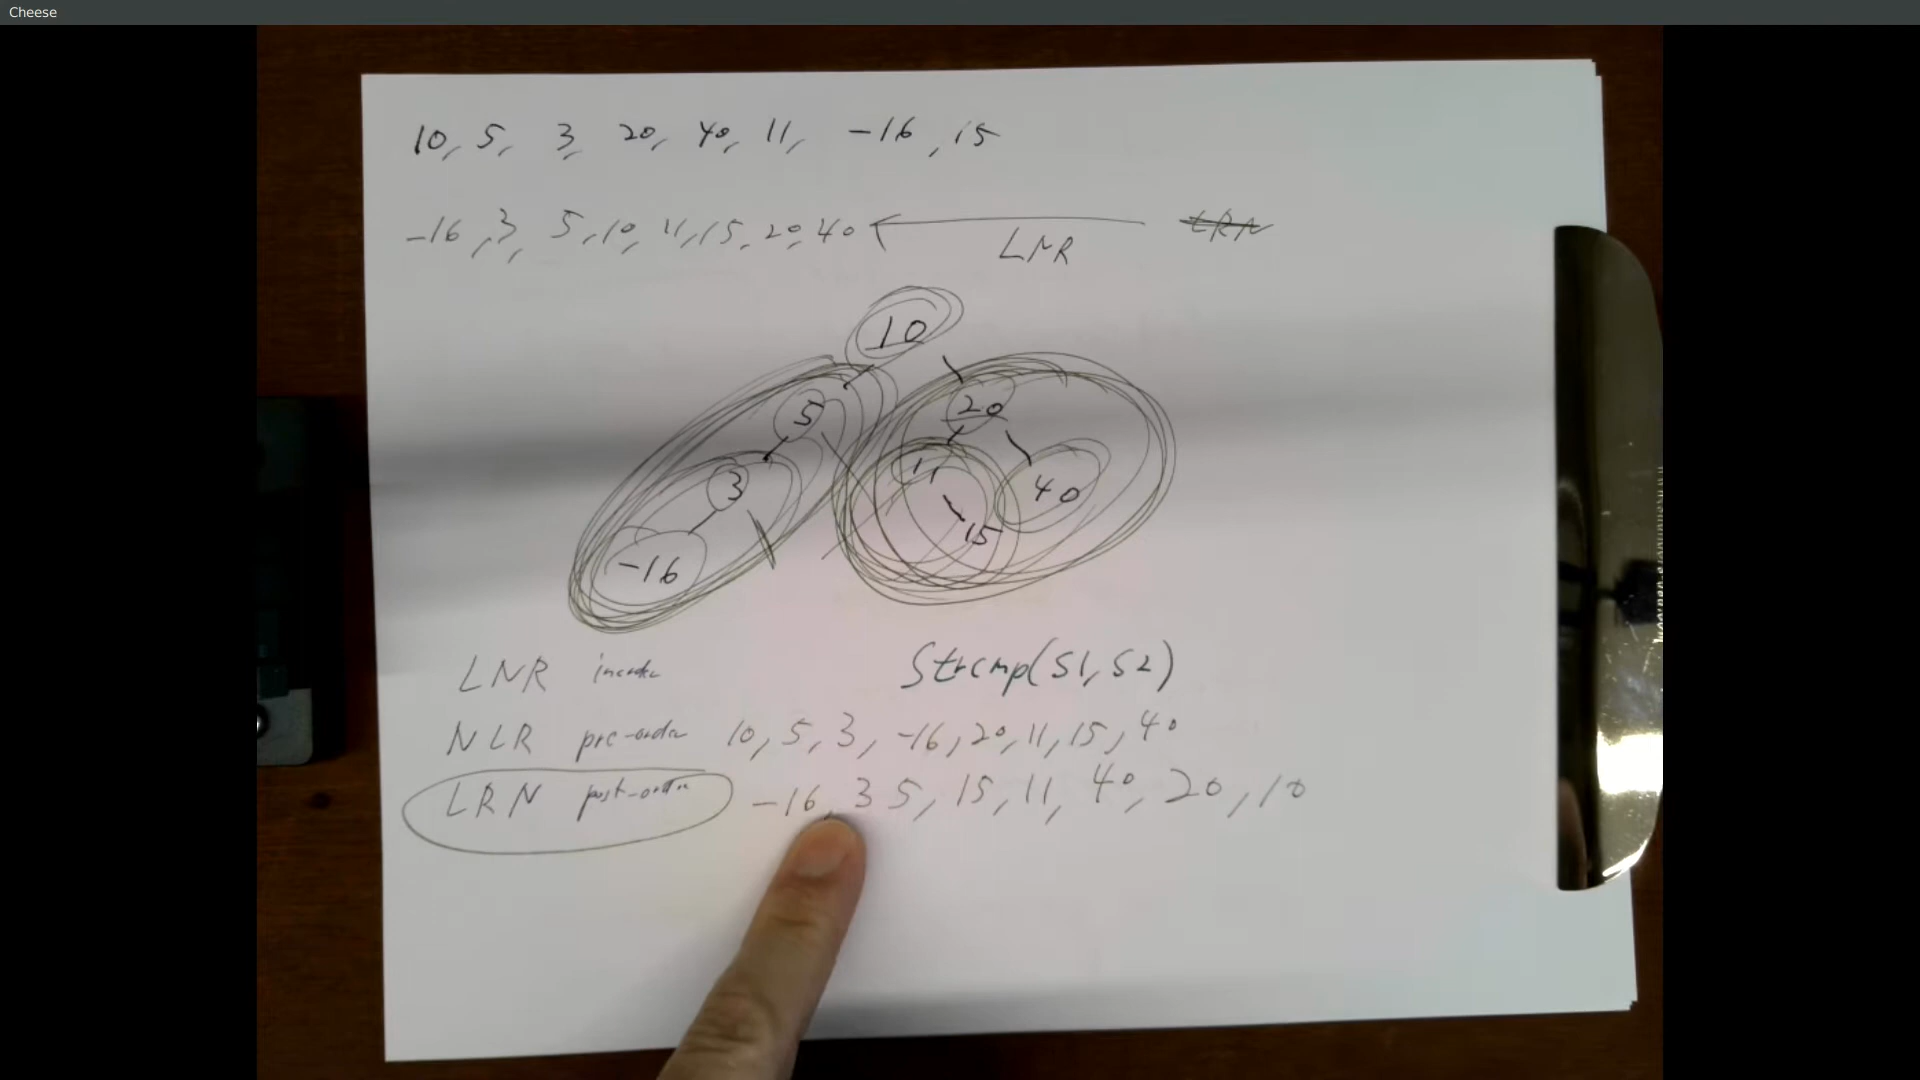 Cheese
10, 5, 3, 20, 40, 11, -16, 15
-16, 3, 5, 10, 11, 15, 20, 40
LRN
LNR
10
5
20
3
11
40
-16
15
LNR inorder
Strcmp(S1, S2)
NLR pre-order 10, 5, 3, -16, 20, 11, 15, 40
LRN post-order -16, 3 5, 15, 11, 40, 20, 10